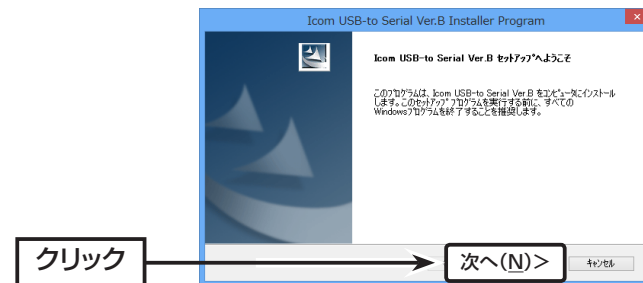 Icom USB-to Serial Ver.B Installer Program
Icom USB-to Serial Ver.B セットアップへようこそ
このプログラムは、Icom USB-to Serial Ver.B をコンピュータにインストール
します。このセットアップ プログラムを実行する前に、すべての
Windowsプログラムを終了することを推奨します。
クリック
次へ(N)>
キャンセル